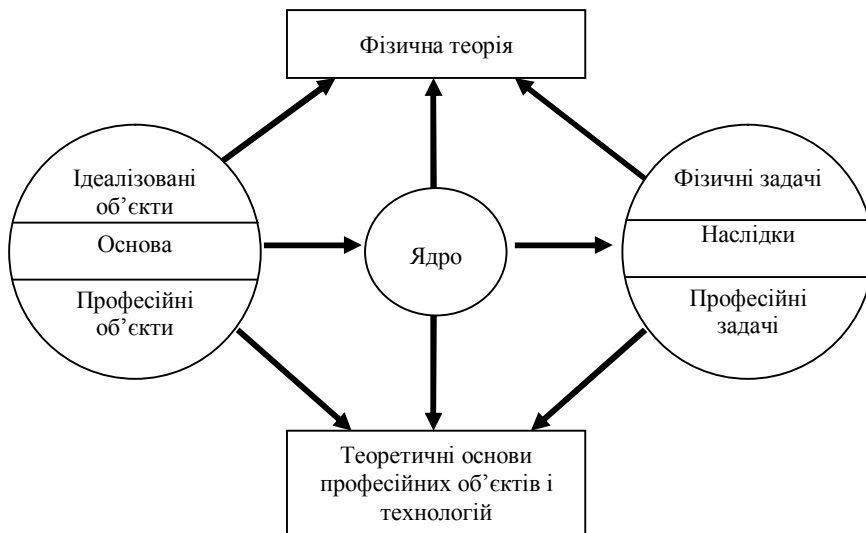 Фізична теорія
Ідеалізовані
об’єкти
Основа
Професійні
об’єкти
Ядро
Фізичні задачі
Наслідки
Професійні
задачі
Теоретичні основи
професійних об’єктів і
технологій